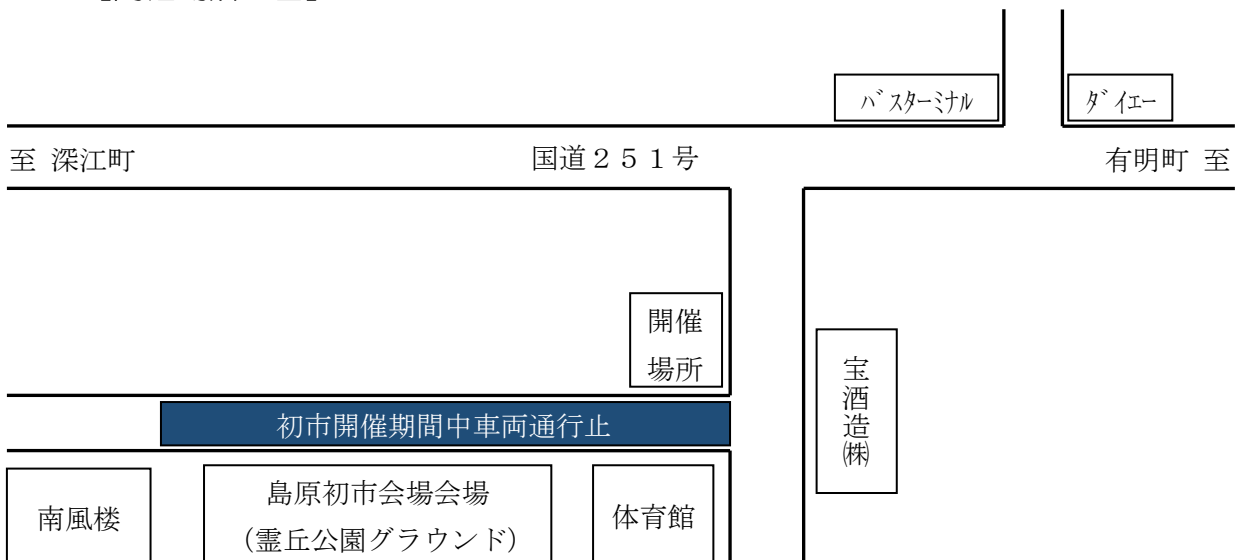 ﾊﾞｽﾀｰﾐﾅﾙ
ﾀﾞｲｴｰ
至 深江町
国道２５１号
有明町 至
開催
場所
宝酒造㈱
初市開催期間中車両通行止
南風楼
島原初市会場会場
(霊丘公園グラウンド)
体育館